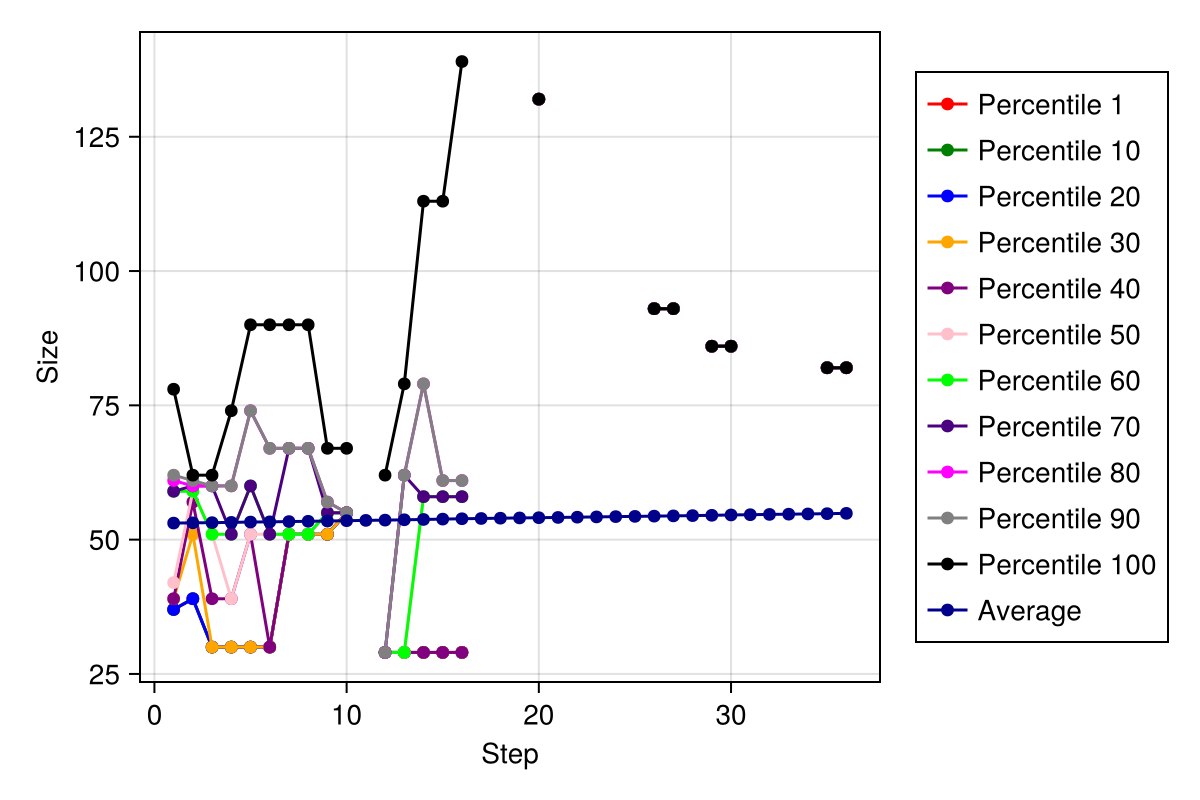 125
100
75
50
25
0
10
20
30
Size
Step
Percentile 1
Percentile 10
Percentile 20
Percentile 30
Percentile 40
Percentile 50
Percentile 60
Percentile 70
Percentile 80
Percentile 90
Percentile 100
Average